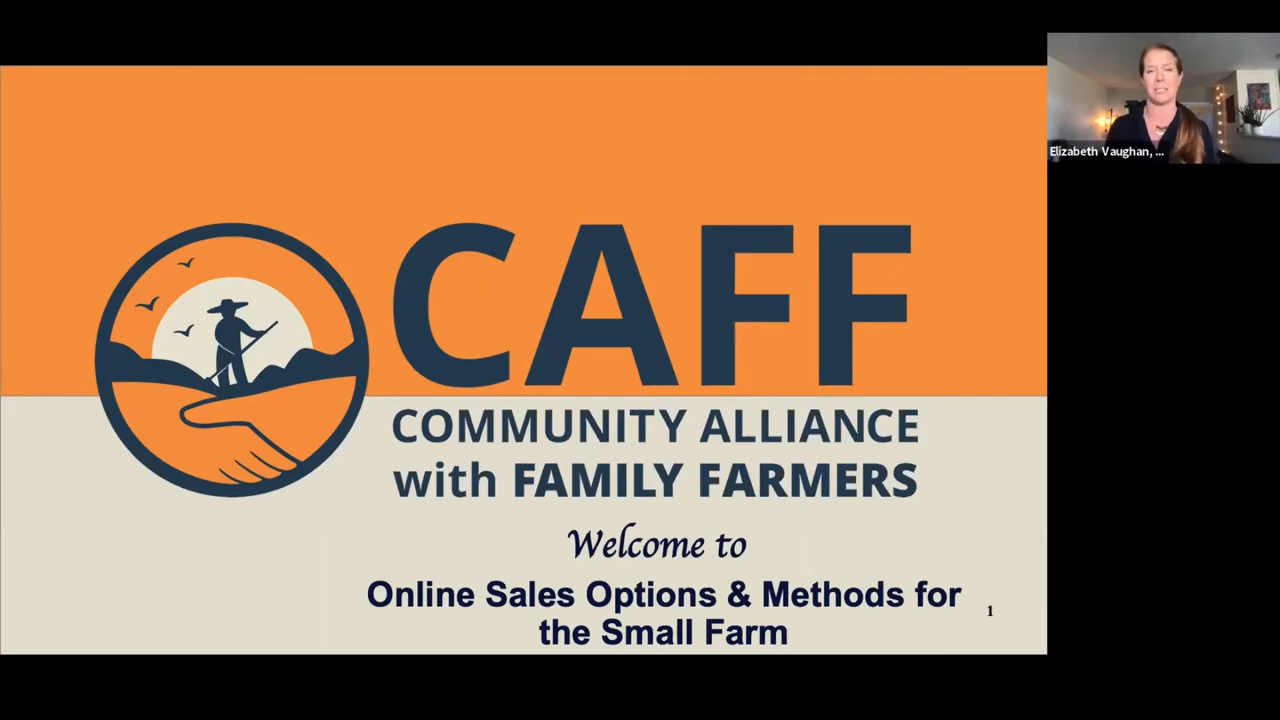 Elizabeth Vaughan, ...
CAFF
COMMUNITY ALLIANCE
with FAMILY FARMERS
Welcome to
Online Sales Options & Methods for
the Small Farm
1